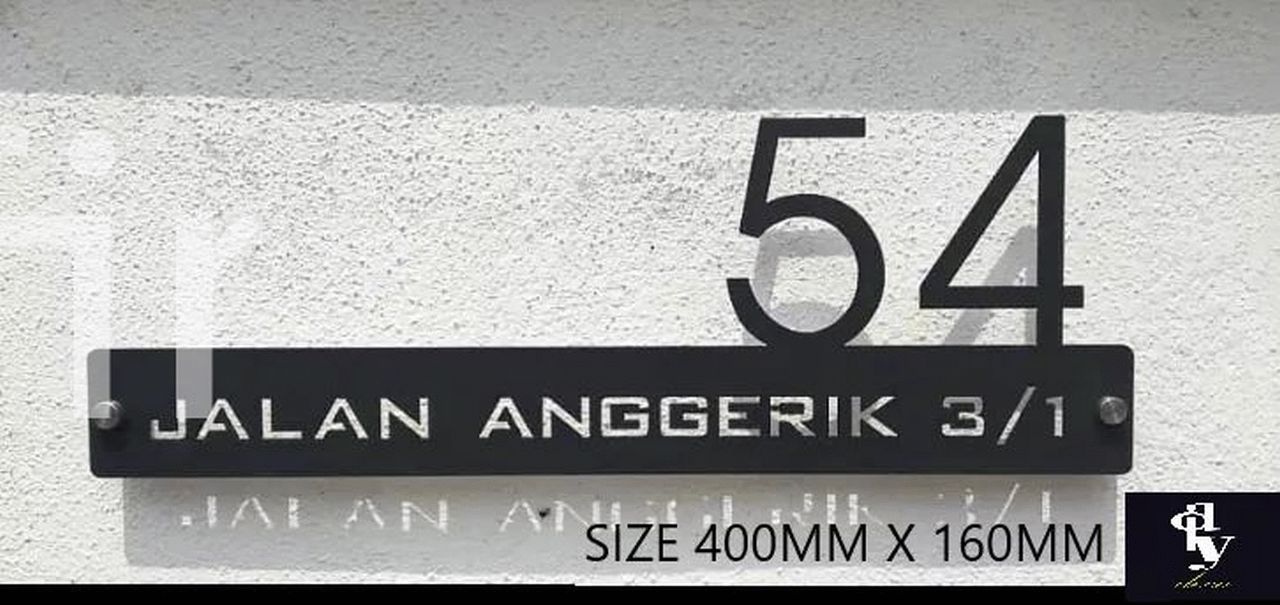 54
JALAN ANGGERIK 3/1
SIZE 400MM X 160MM